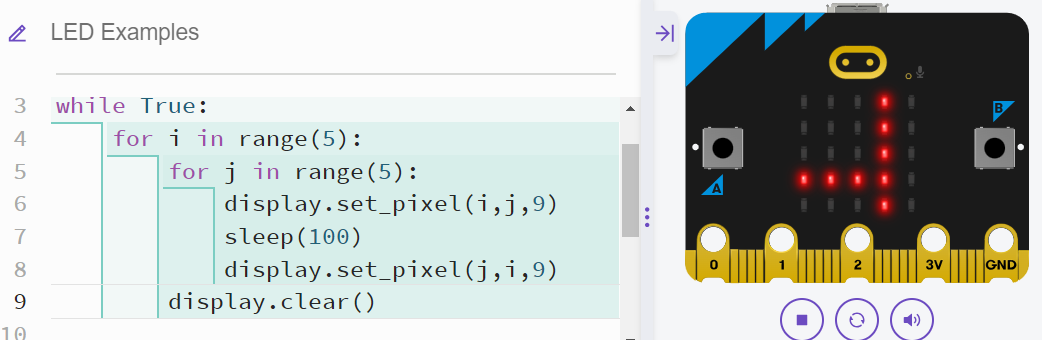 LED Examples
3 while True:
4 for i in range(5):
5 for j in range(5):
6 display.set_pixel(i,j,9)
7 sleep(100)
8 display.set_pixel(j,i,9)
9 display.clear()
10
B
A
0 1 2 3V GND